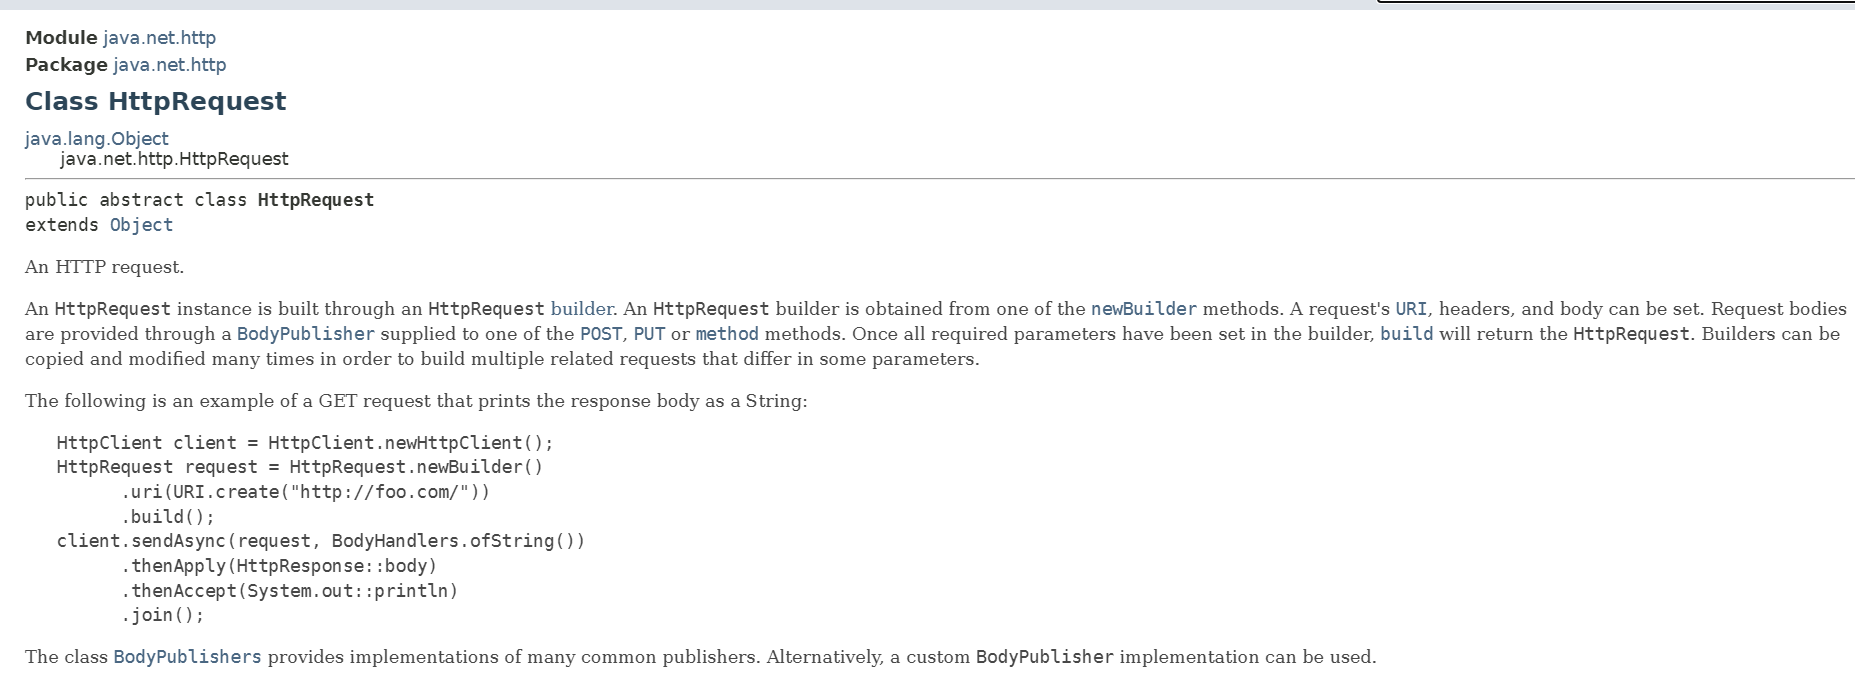 Module java.net.http
Package java.net.http
Class HttpRequest
java.lang.Object
java.net.http.HttpRequest
public abstract class HttpRequest
extends Object
An HTTP request.
An HttpRequest instance is built through an HttpRequest builder. An HttpRequest builder is obtained from one of the newBuilder methods. A request's URI, headers, and body can be set. Request bodies
are provided through a BodyPublisher supplied to one of the POST, PUT or method methods. Once all required parameters have been set in the builder, build will return the HttpRequest. Builders can be
copied and modified many times in order to build multiple related requests that differ in some parameters.
The following is an example of a GET request that prints the response body as a String:
HttpClient client = HttpClient.newHttpClient();
HttpRequest request = HttpRequest.newBuilder()
.uri(URI.create("http://foo.com/"))
.build();
client.sendAsync(request, BodyHandlers.ofString())
.thenApply(HttpResponse::body)
.thenAccept(System.out::println)
.join();
The class BodyPublishers provides implementations of many common publishers. Alternatively, a custom BodyPublisher implementation can be used.